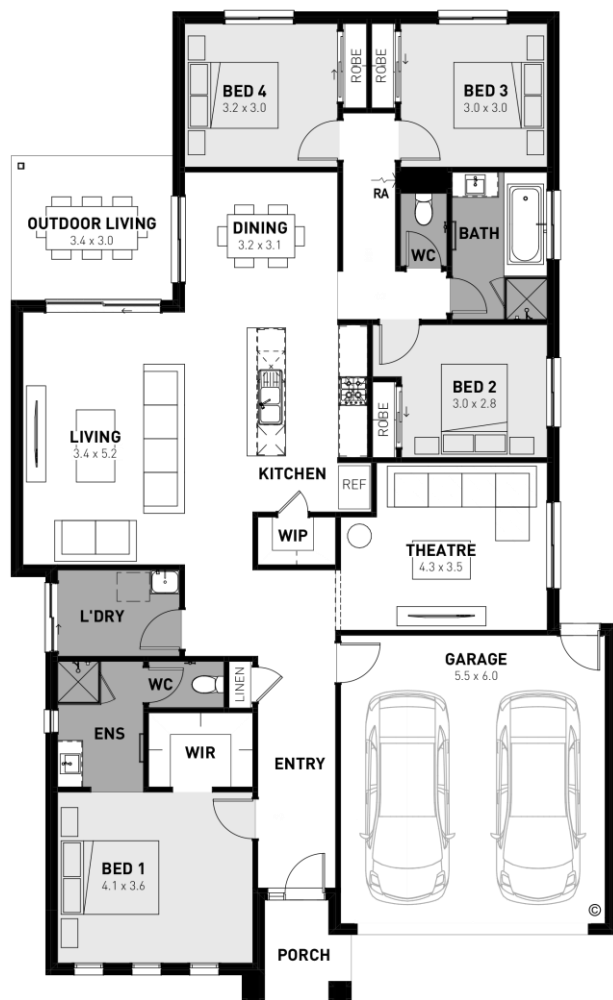 BED 4
3.2 x 3.0
ROBE
ROBE
BED 3
3.0 x 3.0
RA
OUTDOOR LIVING
3.4 x 3.0
DINING
3.2 x 3.1
WC
BATH
BED 2
3.0 x 2.8
ROBE
LIVING
3.4 x 5.2
KITCHEN
REF
WIP
THEATRE
4.3 x 3.5
L'DRY
GARAGE
5.5 x 6.0
WC
LINEN
ENS
WIR
ENTRY
BED 1
4.1 x 3.6
©
PORCH